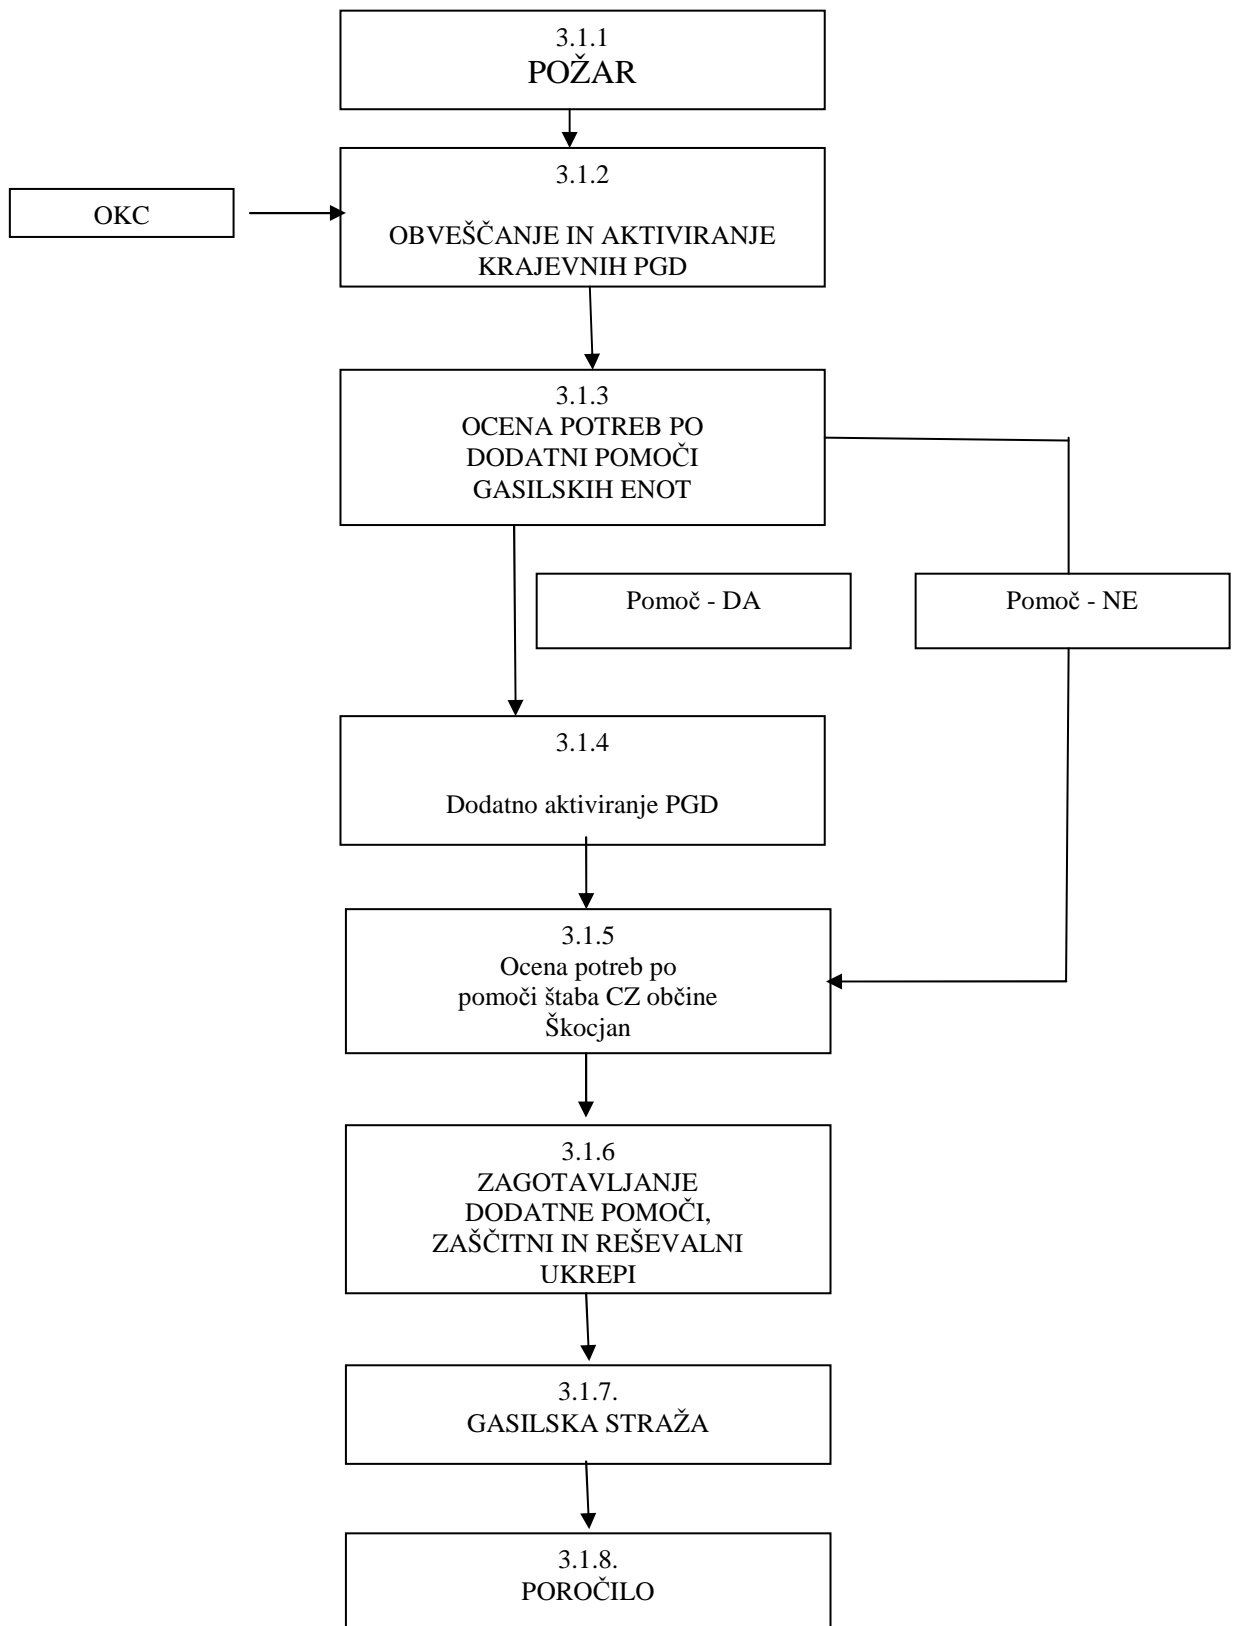 3.1.1
POŽAR
3.1.2
OKC
OBVEŠČANJE IN AKTIVIRANJE
KRAJEVNIH PGD
3.1.3
OCENA POTREB PO
DODATNI POMOČI
GASILSKIH ENOT
Pomoč - DA
Pomoč - NE
3.1.4
Dodatno aktiviranje PGD
3.1.5
Ocena potreb po
pomoči štaba CZ občine
Škocjan
3.1.6
ZAGOTAVLJANJE
DODATNE POMOČI,
ZAŠČITNI IN REŠEVALNI
UKREPI
3.1.7.
GASILSKA STRAŽA
3.1.8.
POROČILO